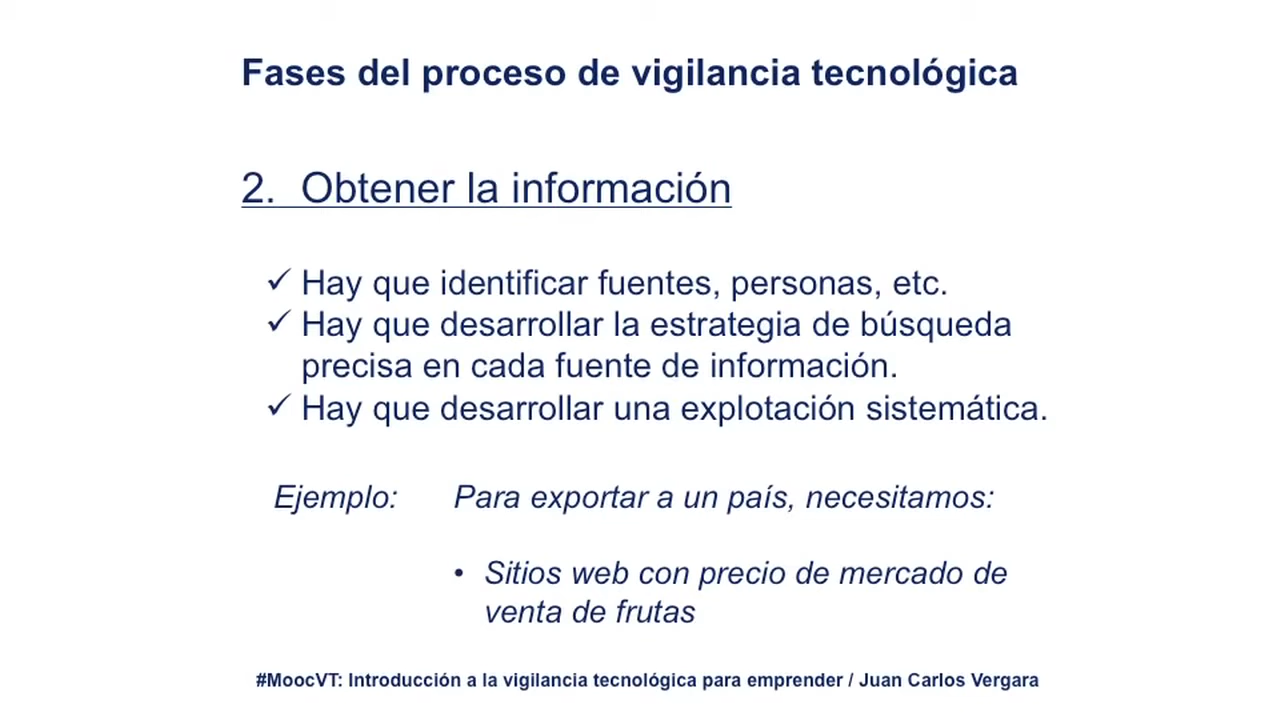 Fases del proceso de vigilancia tecnológica
2. Obtener la información
✓ Hay que identificar fuentes, personas, etc.
✓ Hay que desarrollar la estrategia de búsqueda
precisa en cada fuente de información.
✓ Hay que desarrollar una explotación sistemática.
Ejemplo: Para exportar a un país, necesitamos:
• Sitios web con precio de mercado de
venta de frutas
#MoocVT: Introducción a la vigilancia tecnológica para emprender / Juan Carlos Vergara